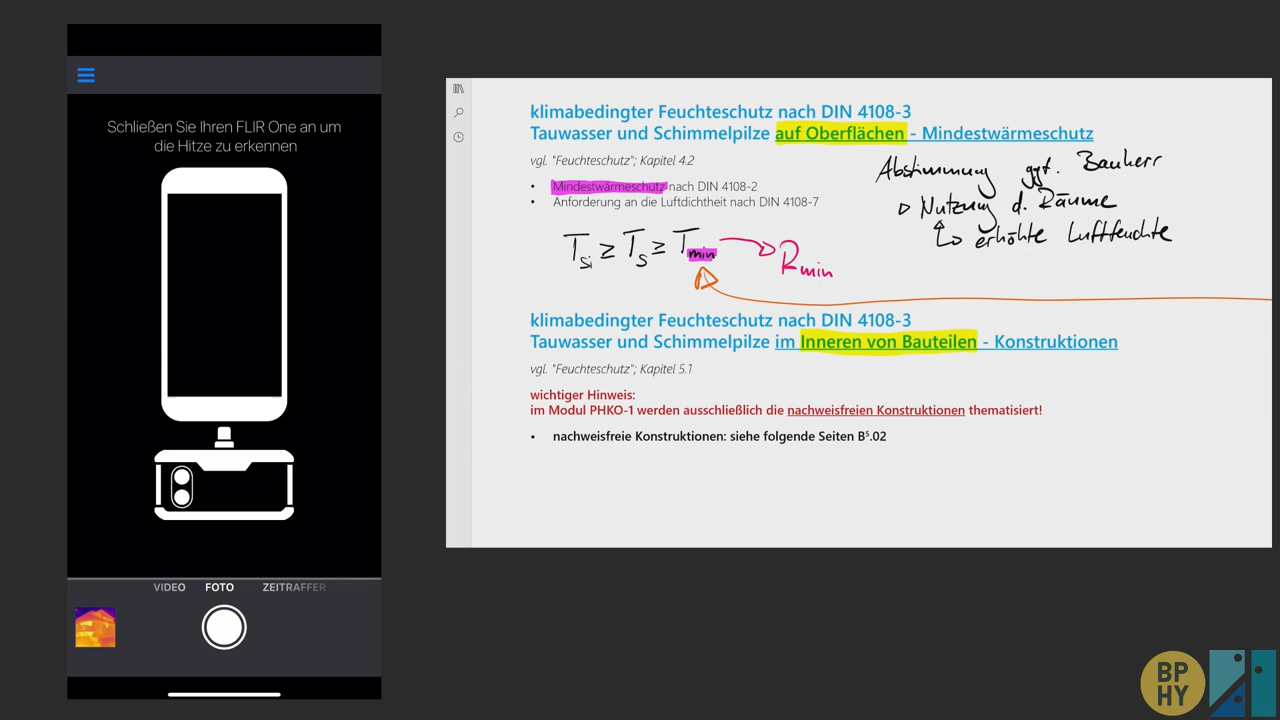 Schließen Sie Ihren FLIR One an um
die Hitze zu erkennen
VIDEO FOTO ZEITRAFFER
klimabedingter Feuchteschutz nach DIN 4108-3
Tauwasser und Schimmelpilze auf Oberflächen - Mindestwärmeschutz
vgl. "Feuchteschutz"; Kapitel 4.2
• Mindestwärmeschutz nach DIN 4108-2
• Anforderung an die Luftdichtheit nach DIN 4108-7
Abstimmung ggf. Bauherr
▷ Nutzung d. Räume
↳ erhöhte Luftfeuchte
Tsi ≥ Ts ≥ Tmin → Rmin
klimabedingter Feuchteschutz nach DIN 4108-3
Tauwasser und Schimmelpilze im Inneren von Bauteilen - Konstruktionen
vgl. "Feuchteschutz"; Kapitel 5.1
wichtiger Hinweis:
im Modul PHKO-1 werden ausschließlich die nachweisfreien Konstruktionen thematisiert!
• nachweisfreie Konstruktionen: siehe folgende Seiten B⁵.02
BP
HY